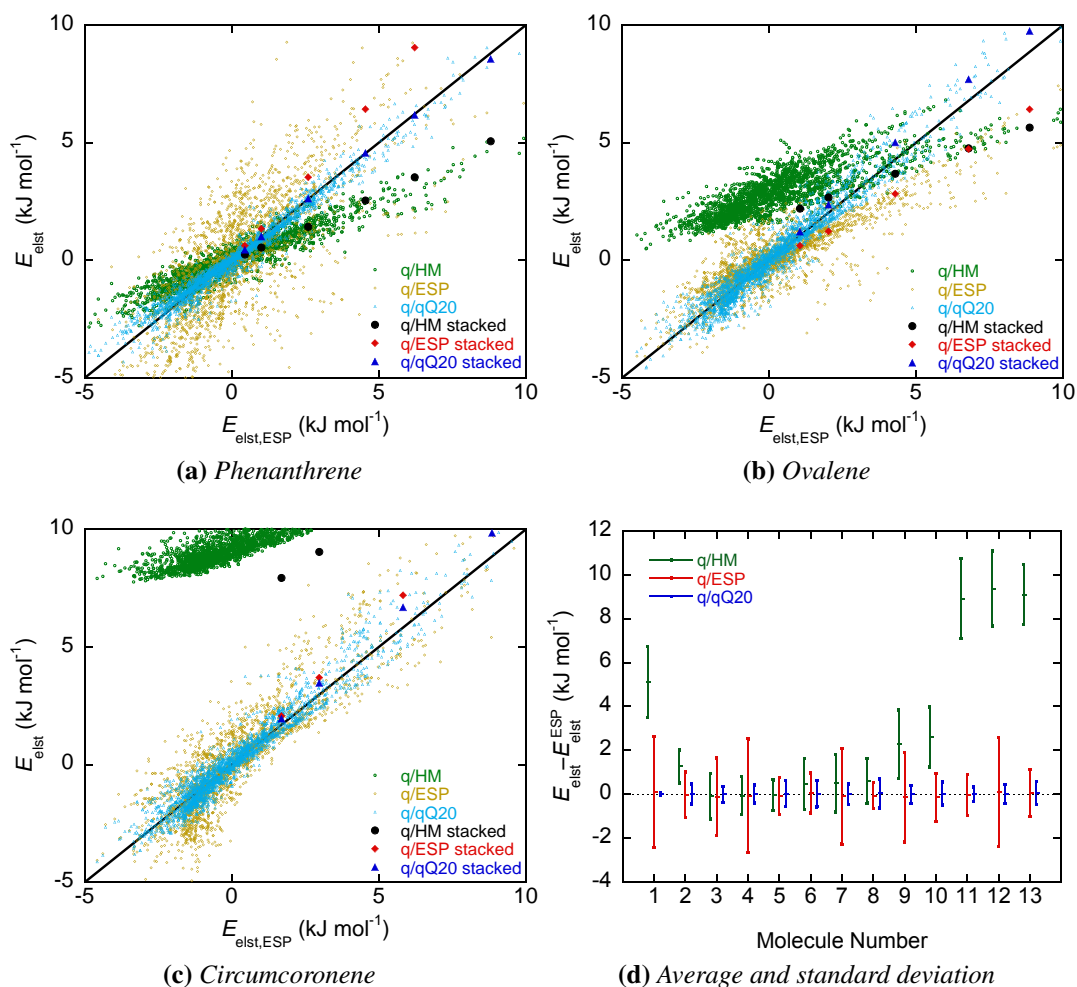 10
5
0
-5
-5 0 5 10
E_elst (kJ mol⁻¹)
E_elst,ESP (kJ mol⁻¹)
q/HM
q/ESP
q/qQ20
q/HM stacked
q/ESP stacked
q/qQ20 stacked
(a) Phenanthrene
10
5
0
-5
-5 0 5 10
E_elst (kJ mol⁻¹)
E_elst,ESP (kJ mol⁻¹)
q/HM
q/ESP
q/qQ20
q/HM stacked
q/ESP stacked
q/qQ20 stacked
(b) Ovalene
10
5
0
-5
-5 0 5 10
E_elst (kJ mol⁻¹)
E_elst,ESP (kJ mol⁻¹)
q/HM
q/ESP
q/qQ20
q/HM stacked
q/ESP stacked
q/qQ20 stacked
(c) Circumcoronene
12
10
8
6
4
2
0
-2
-4
1 2 3 4 5 6 7 8 9 10 11 12 13
E_elst–E_elst^ESP (kJ mol⁻¹)
q/HM
q/ESP
q/qQ20
Molecule Number
(d) Average and standard deviation